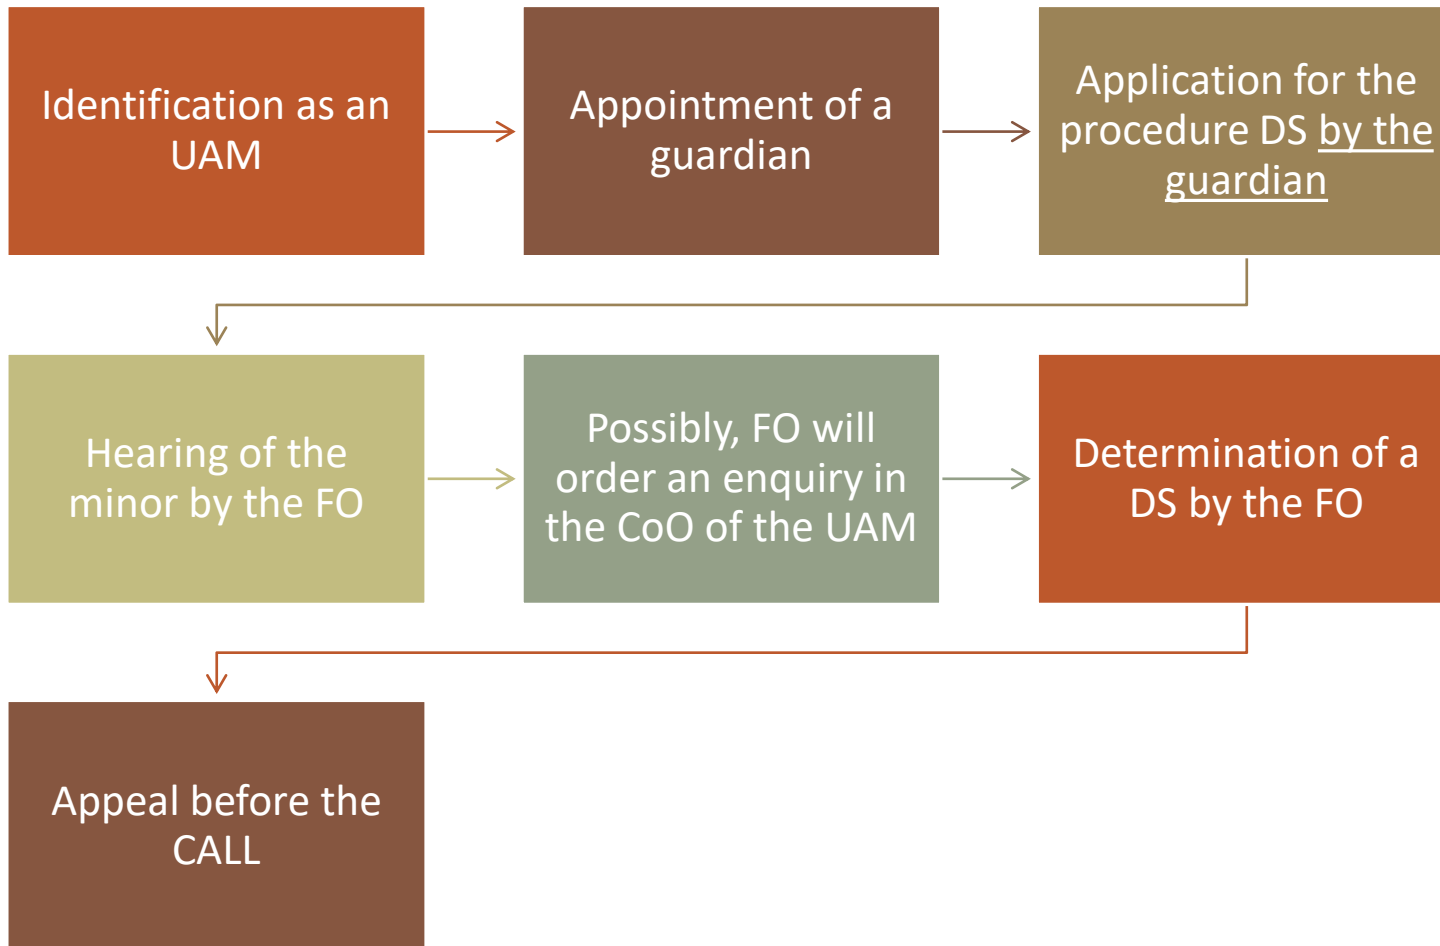 Identification as an
UAM
Appointment of a
guardian
Application for the
procedure DS by the
guardian
Hearing of the
minor by the FO
Possibly, FO will
order an enquiry in
the CoO of the UAM
Determination of a
DS by the FO
Appeal before the
CALL